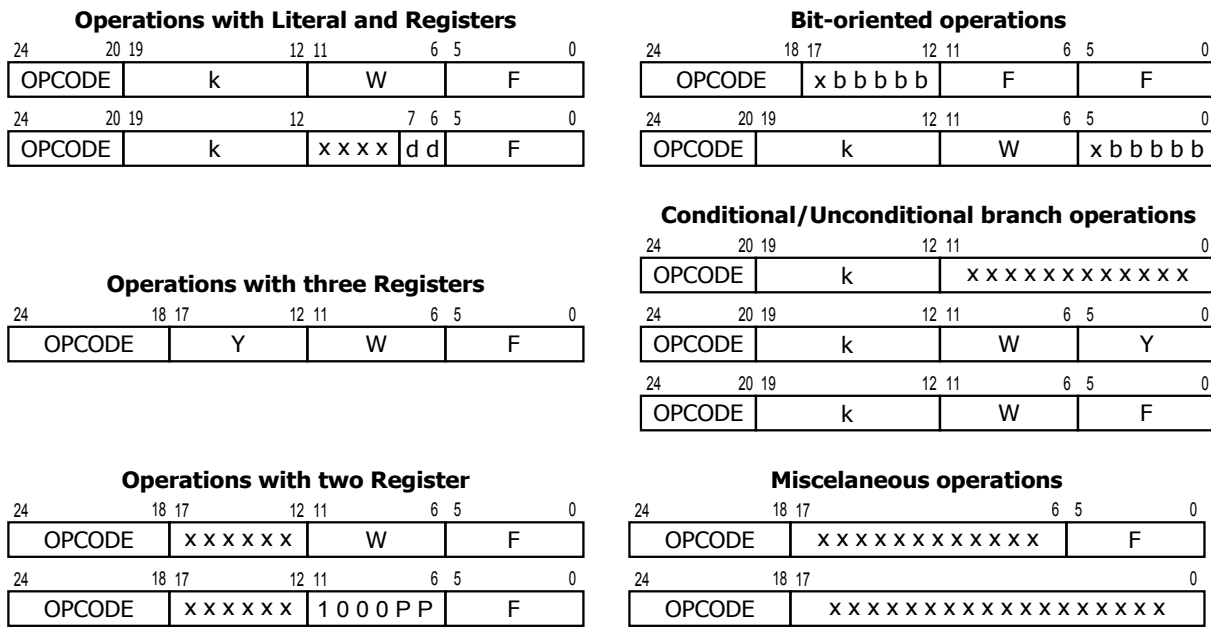 Operations with Literal and Registers
24 20 19 12 11 6 5 0
OPCODE k W F
24 20 19 12 7 6 5 0
OPCODE k x x x x d d F
Operations with three Registers
24 18 17 12 11 6 5 0
OPCODE Y W F
Operations with two Register
24 18 17 12 11 6 5 0
OPCODE x x x x x x W F
24 18 17 12 11 6 5 0
OPCODE x x x x x x 1 0 0 0 P P F
Bit-oriented operations
24 18 17 12 11 6 5 0
OPCODE x b b b b b F F
24 20 19 12 11 6 5 0
OPCODE k W x b b b b b
Conditional/Unconditional branch operations
24 20 19 12 11 0
OPCODE k x x x x x x x x x x x x
24 20 19 12 11 6 5 0
OPCODE k W Y
24 20 19 12 11 6 5 0
OPCODE k W F
Miscelaneous operations
24 18 17 6 5 0
OPCODE x x x x x x x x x x x x F
24 18 17 0
OPCODE x x x x x x x x x x x x x x x x x x